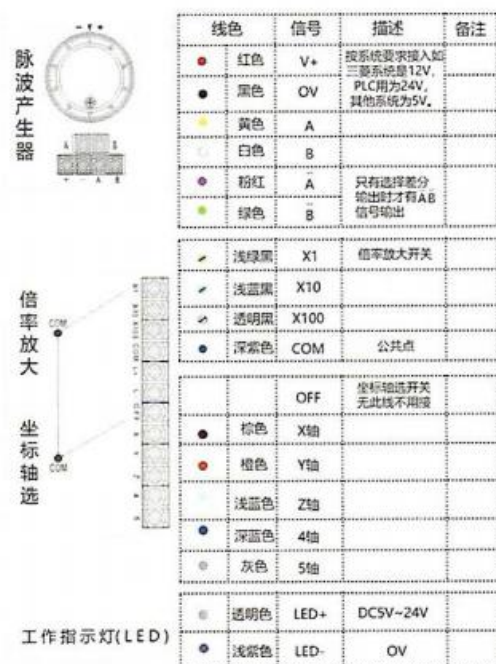 线色 信号 描述 备注
脉波产生器
红色 V+ 按系统要求接入如
三菱系统是12V,
黑色 OV PLC用为24V,
其他系统为5V。
黄色 A
白色 B
粉红 A̅ 只有选择差分
输出时才有A̅B̅
绿色 B̅ 信号输出
+ - A B
倍率放大
浅绿黑 X1 倍率放大开关
浅蓝黑 X10
透明黑 X100
深紫色 COM 公共点
COM
坐标轴选
COM
OFF 坐标轴选开关
无此线不用接
棕色 X轴
橙色 Y轴
浅蓝色 Z轴
深蓝色 4轴
灰色 5轴
工作指示灯(LED)
透明色 LED+ DC5V~24V
浅紫色 LED- OV